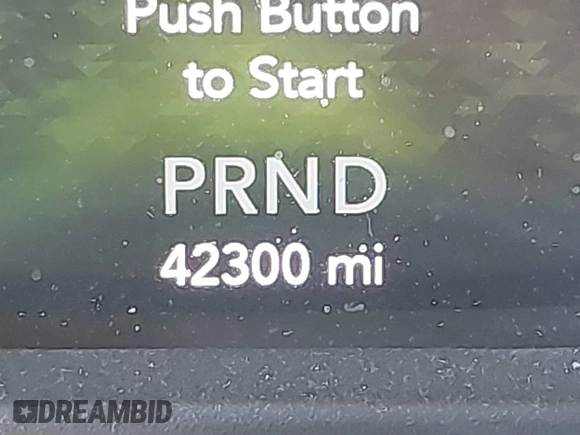 Push Button
to Start
PRND
42300 mi
DREAMBID